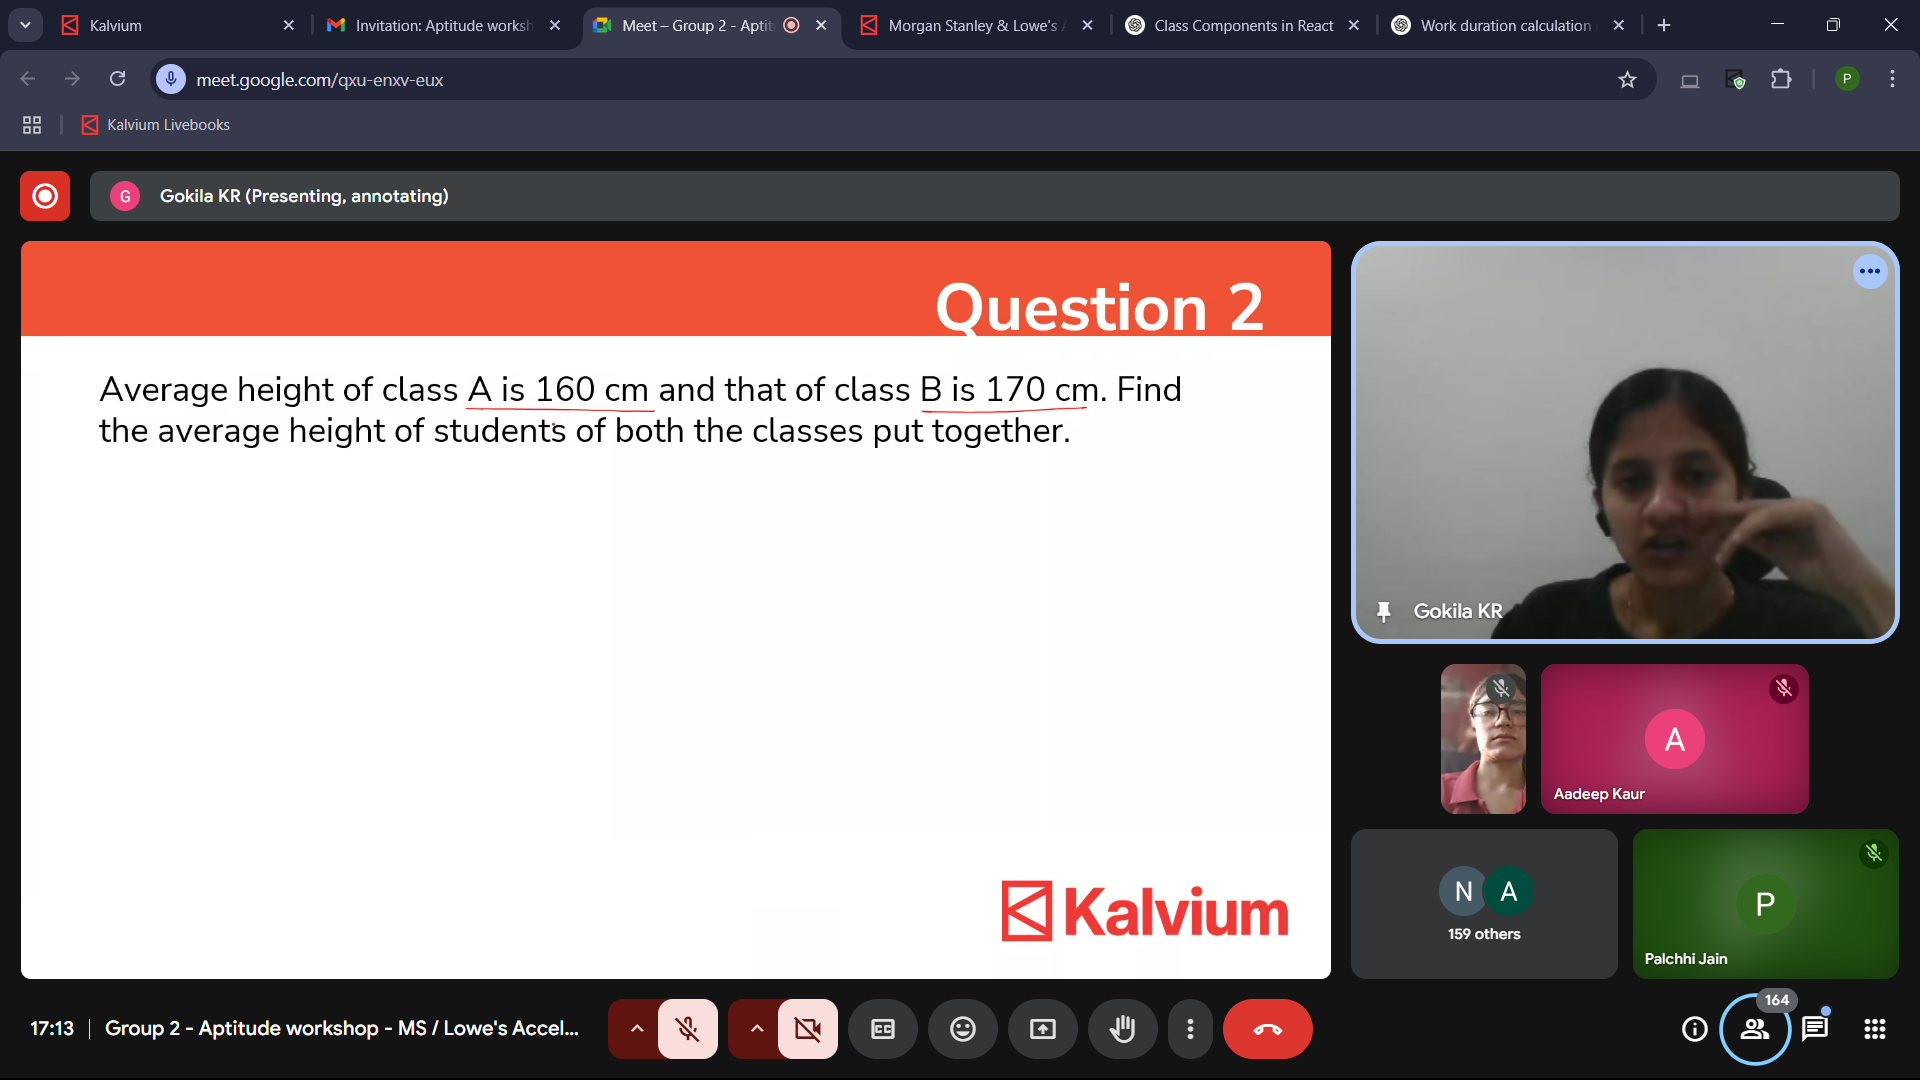 Kalvium
Invitation: Aptitude worksh
Meet – Group 2 - Aptit
Morgan Stanley & Lowe's A
Class Components in React
Work duration calculation
meet.google.com/qxu-enxv-eux
P
Kalvium Livebooks
G
Gokila KR (Presenting, annotating)
Question 2
Average height of class A is 160 cm and that of class B is 170 cm. Find
the average height of students of both the classes put together.
Kalvium
Gokila KR
A
Aadeep Kaur
N A
159 others
P
Palchhi Jain
17:13
Group 2 - Aptitude workshop - MS / Lowe's Accel...
CC
164